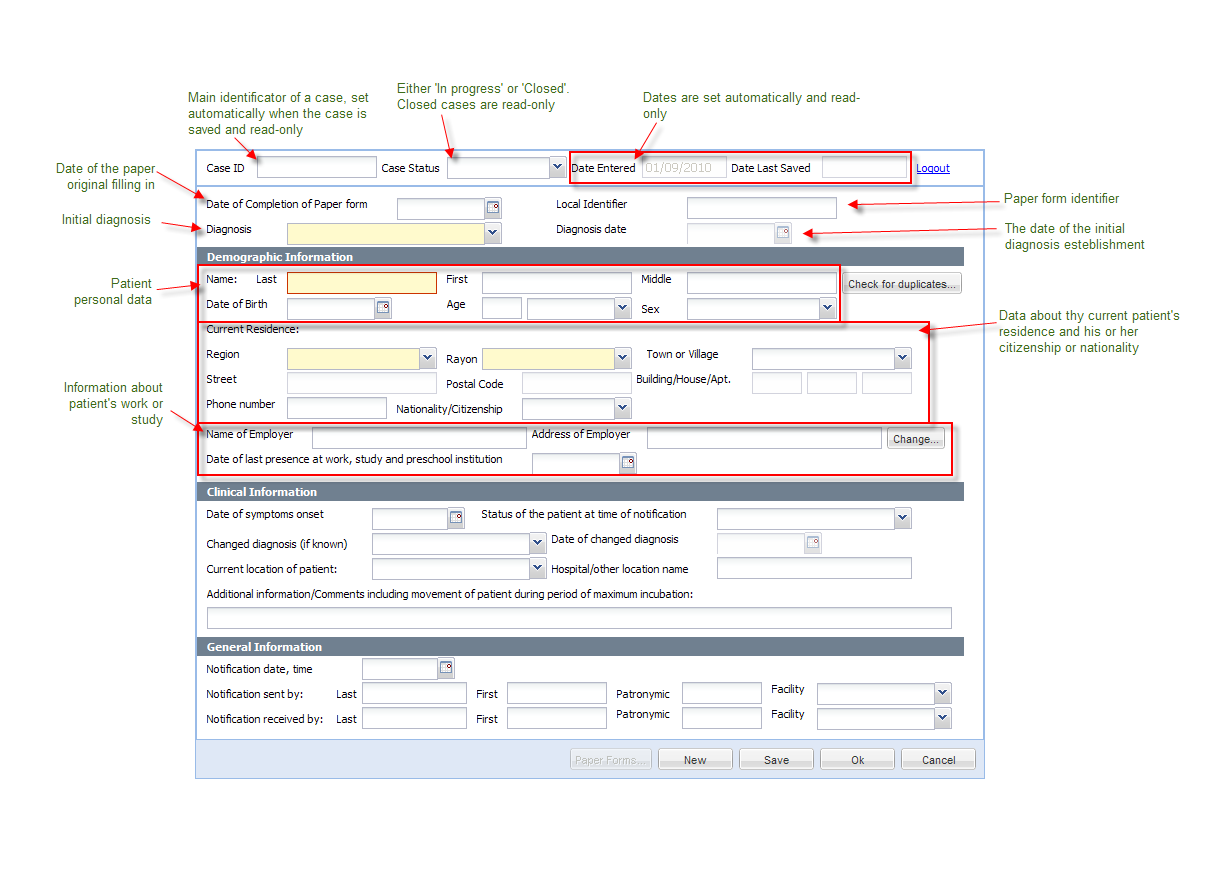 Either 'In progress' or 'Closed'.
Closed cases are read-only
Main identificator of a case, set
automatically when the case is
saved and read-only
Dates are set automatically and read-
only
Date of the paper
original filling in
Case ID Case Status Date Entered 01/09/2010 Date Last Saved Logout
Date of Completion of Paper form Local Identifier
Paper form identifier
Initial diagnosis
Diagnosis Diagnosis date
The date of the initial
diagnosis esteblishment
Demographic Information
Patient
personal data
Name: Last First Middle Check for duplicates...
Date of Birth Age Sex
Data about thy current patient's
residence and his or her
citizenship or nationality
Current Residence:
Region Rayon Town or Village
Street Postal Code Building/House/Apt.
Phone number Nationality/Citizenship
Information about
patient's work or
study
Name of Employer Address of Employer Change...
Date of last presence at work, study and preschool institution
Clinical Information
Date of symptoms onset Status of the patient at time of notification
Changed diagnosis (if known) Date of changed diagnosis
Current location of patient: Hospital/other location name
Additional information/Comments including movement of patient during period of maximum incubation:
General Information
Notification date, time
Notification sent by: Last First Patronymic Facility
Notification received by: Last First Patronymic Facility
Paper Forms... New Save Ok Cancel